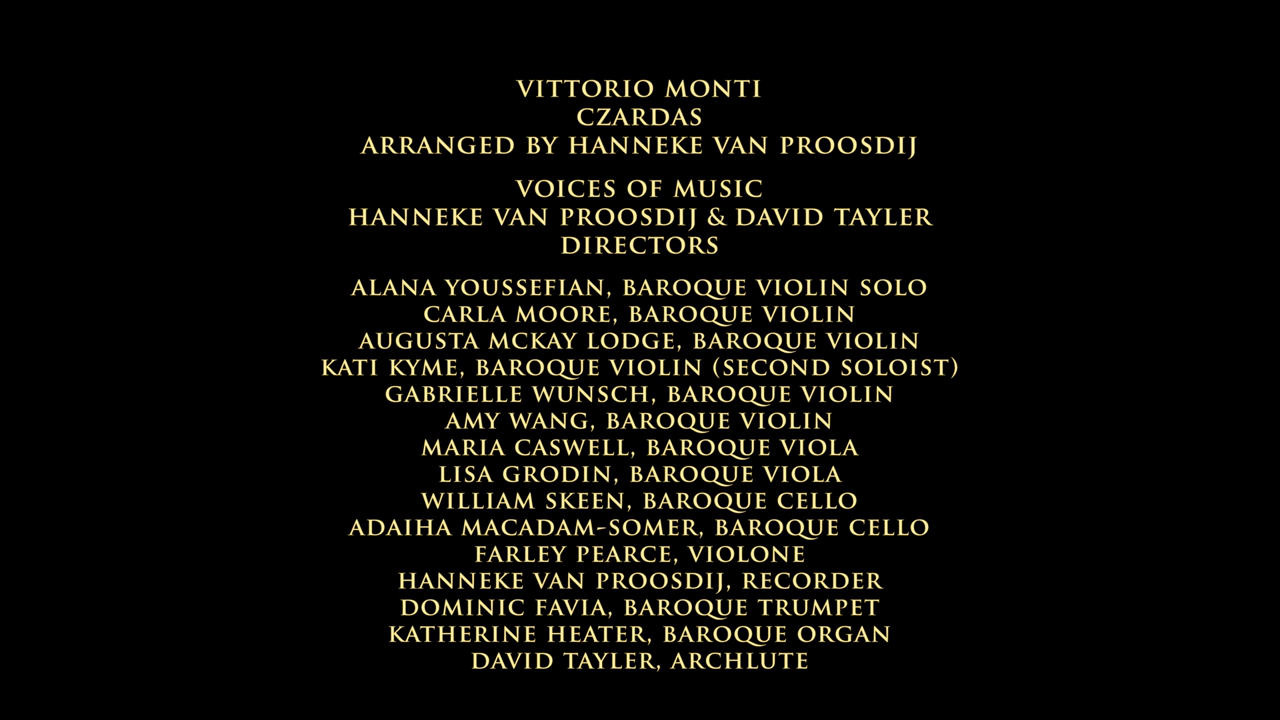 VITTORIO MONTI
CZARDAS
ARRANGED BY HANNEKE VAN PROOSDIJ
VOICES OF MUSIC
HANNEKE VAN PROOSDIJ & DAVID TAYLER
DIRECTORS
ALANA YOUSSEFIAN, BAROQUE VIOLIN SOLO
CARLA MOORE, BAROQUE VIOLIN
AUGUSTA MCKAY LODGE, BAROQUE VIOLIN
KATI KYME, BAROQUE VIOLIN (SECOND SOLOIST)
GABRIELLE WUNSCH, BAROQUE VIOLIN
AMY WANG, BAROQUE VIOLIN
MARIA CASWELL, BAROQUE VIOLA
LISA GRODIN, BAROQUE VIOLA
WILLIAM SKEEN, BAROQUE CELLO
ADAIHA MACADAM-SOMER, BAROQUE CELLO
FARLEY PEARCE, VIOLONE
HANNEKE VAN PROOSDIJ, RECORDER
DOMINIC FAVIA, BAROQUE TRUMPET
KATHERINE HEATER, BAROQUE ORGAN
DAVID TAYLER, ARCHLUTE